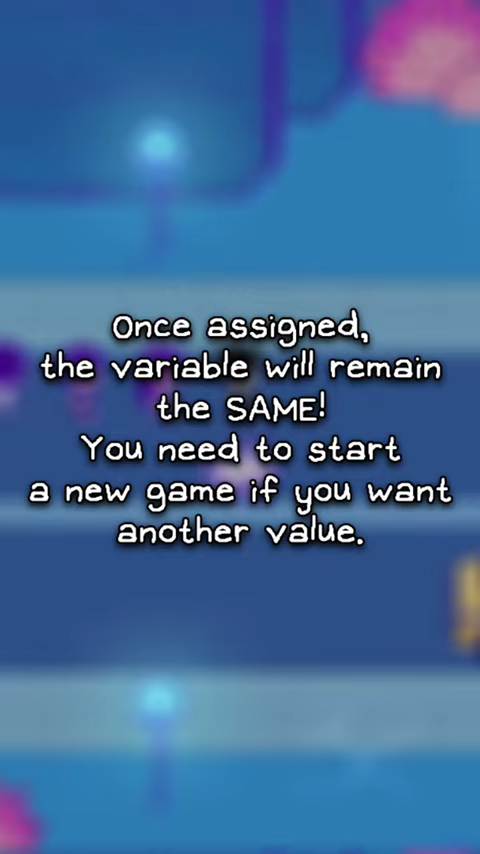 Once assigned,
the variable will remain
the SAME!
You need to start
a new game if you want
another value.